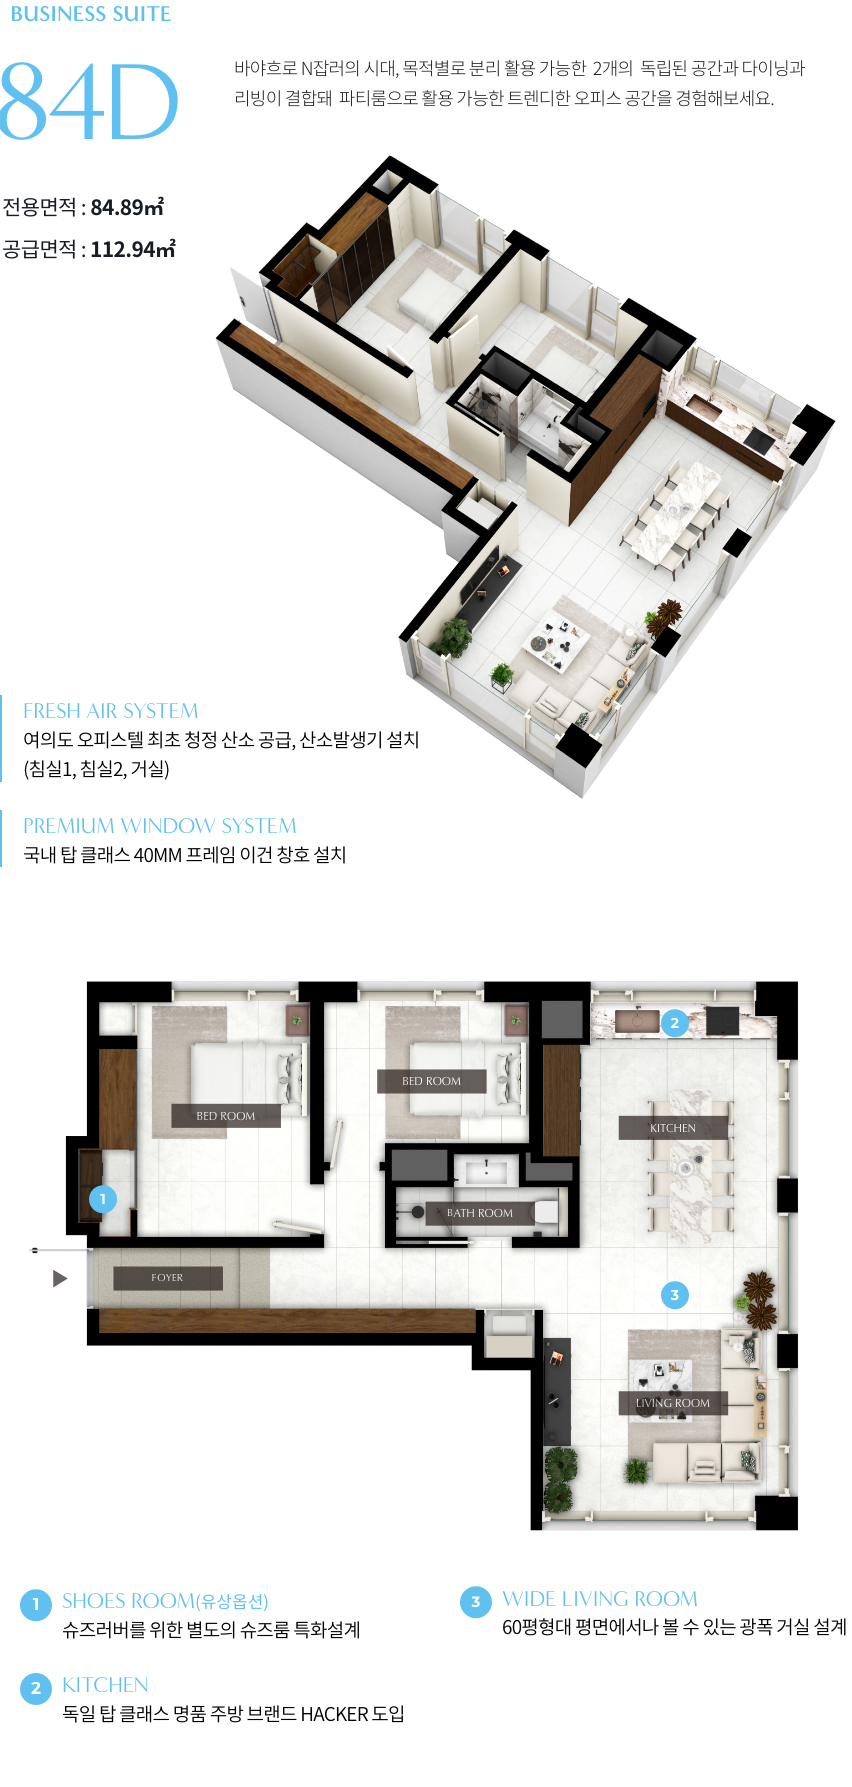 BUSINESS SUITE
84D
바야흐로 N잡러의 시대, 목적별로 분리 활용 가능한 2개의 독립된 공간과 다이닝과
리빙이 결합돼 파티룸으로 활용 가능한 트렌디한 오피스 공간을 경험해보세요.
전용면적 : 84.89㎡
공급면적 : 112.94㎡
FRESH AIR SYSTEM
여의도 오피스텔 최초 청정 산소 공급, 산소발생기 설치
(침실1, 침실2, 거실)
PREMIUM WINDOW SYSTEM
국내 탑 클래스 40MM 프레임 이건 창호 설치
2
BED ROOM
BED ROOM
KITCHEN
1
BATH ROOM
FOYER
3
LIVING ROOM
1 SHOES ROOM(유상옵션)
슈즈러버를 위한 별도의 슈즈룸 특화설계
2 KITCHEN
독일 탑 클래스 명품 주방 브랜드 HACKER 도입
3 WIDE LIVING ROOM
60평형대 평면에서나 볼 수 있는 광폭 거실 설계